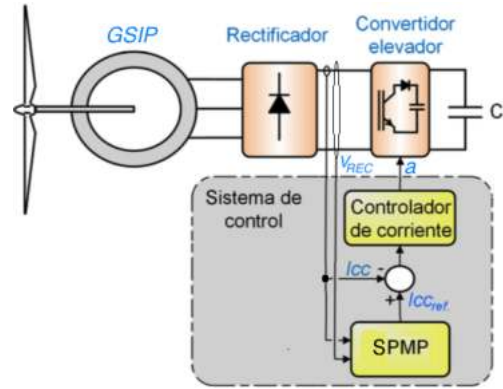 GSIP
Rectificador
Convertidor
elevador
C
V_REC
a
Sistema de
control
Controlador
de corriente
Icc
-
+
Icc_ref.
SPMP